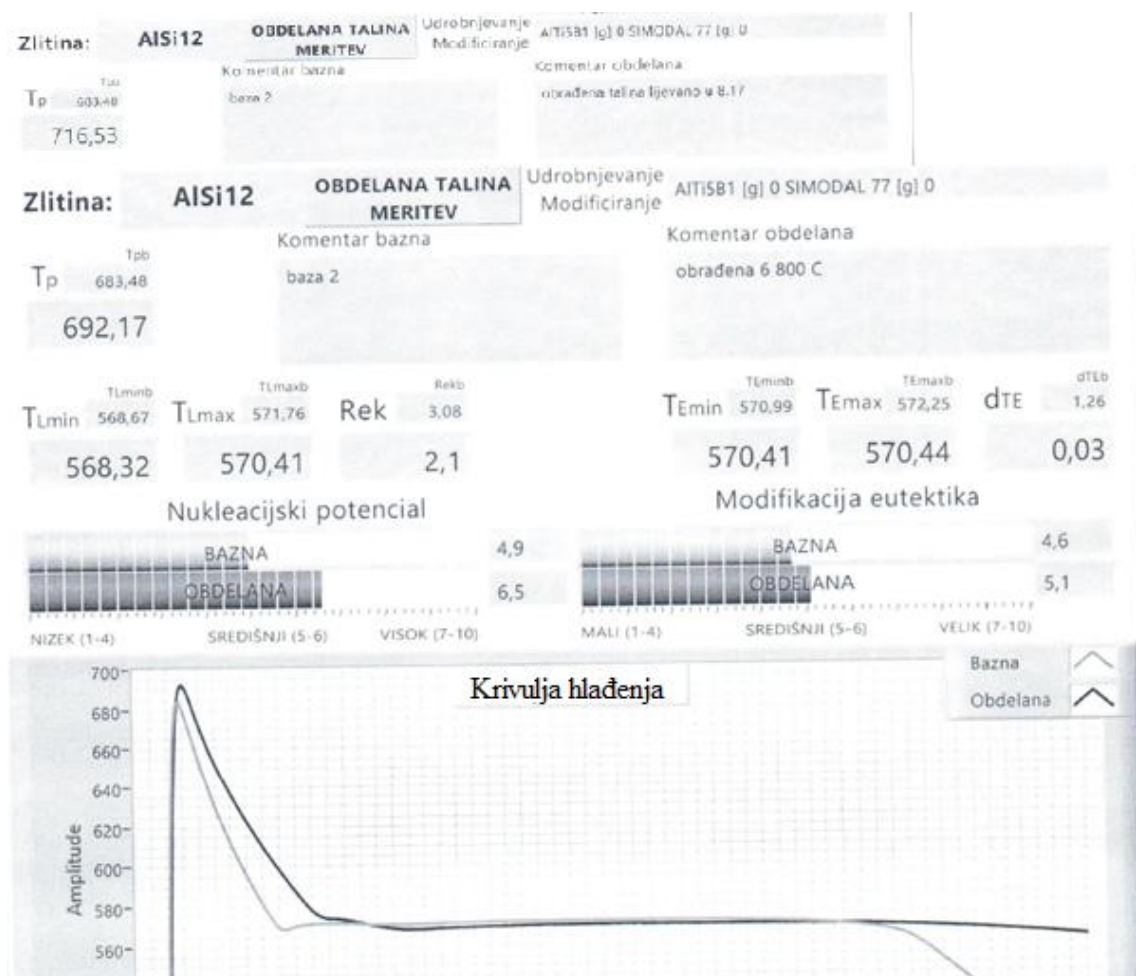 Zlitina: AlSi12 OBDELANA TALINA MERITEV Udrobnjevanje Modificiranje AlTi5B1 [g] 0 SIMODAL 77 [g] 0
Komentar bazna Komentar obdelana
Tp 683,48 baza 2 obrađena talina lijevano u 8.17
716,53
Zlitina: AlSi12 OBDELANA TALINA MERITEV Udrobnjevanje Modificiranje AlTi5B1 [g] 0 SIMODAL 77 [g] 0
Komentar bazna Komentar obdelana
Tpb
Tp 683,48 baza 2 obrađena 6 800 C
692,17
TLminb TLmaxb Rekb TEminb TEmaxb dTEb
TLmin 568,67 TLmax 571,76 Rek 3,08 TEmin 570,99 TEmax 572,25 dTE 1,26
568,32 570,41 2,1 570,41 570,44 0,03
Nukleacijski potencial Modifikacija eutektika
BAZNA 4,9 BAZNA 4,6
OBDELANA 6,5 OBDELANA 5,1
NIZEK (1-4) SREDIŠNJI (5-6) VISOK (7-10) MALI (1-4) SREDIŠNJI (5-6) VELIK (7-10)
Krivulja hlađenja
Bazna
Obdelana
Amplitude
700
680
660
640
620
600
580
560